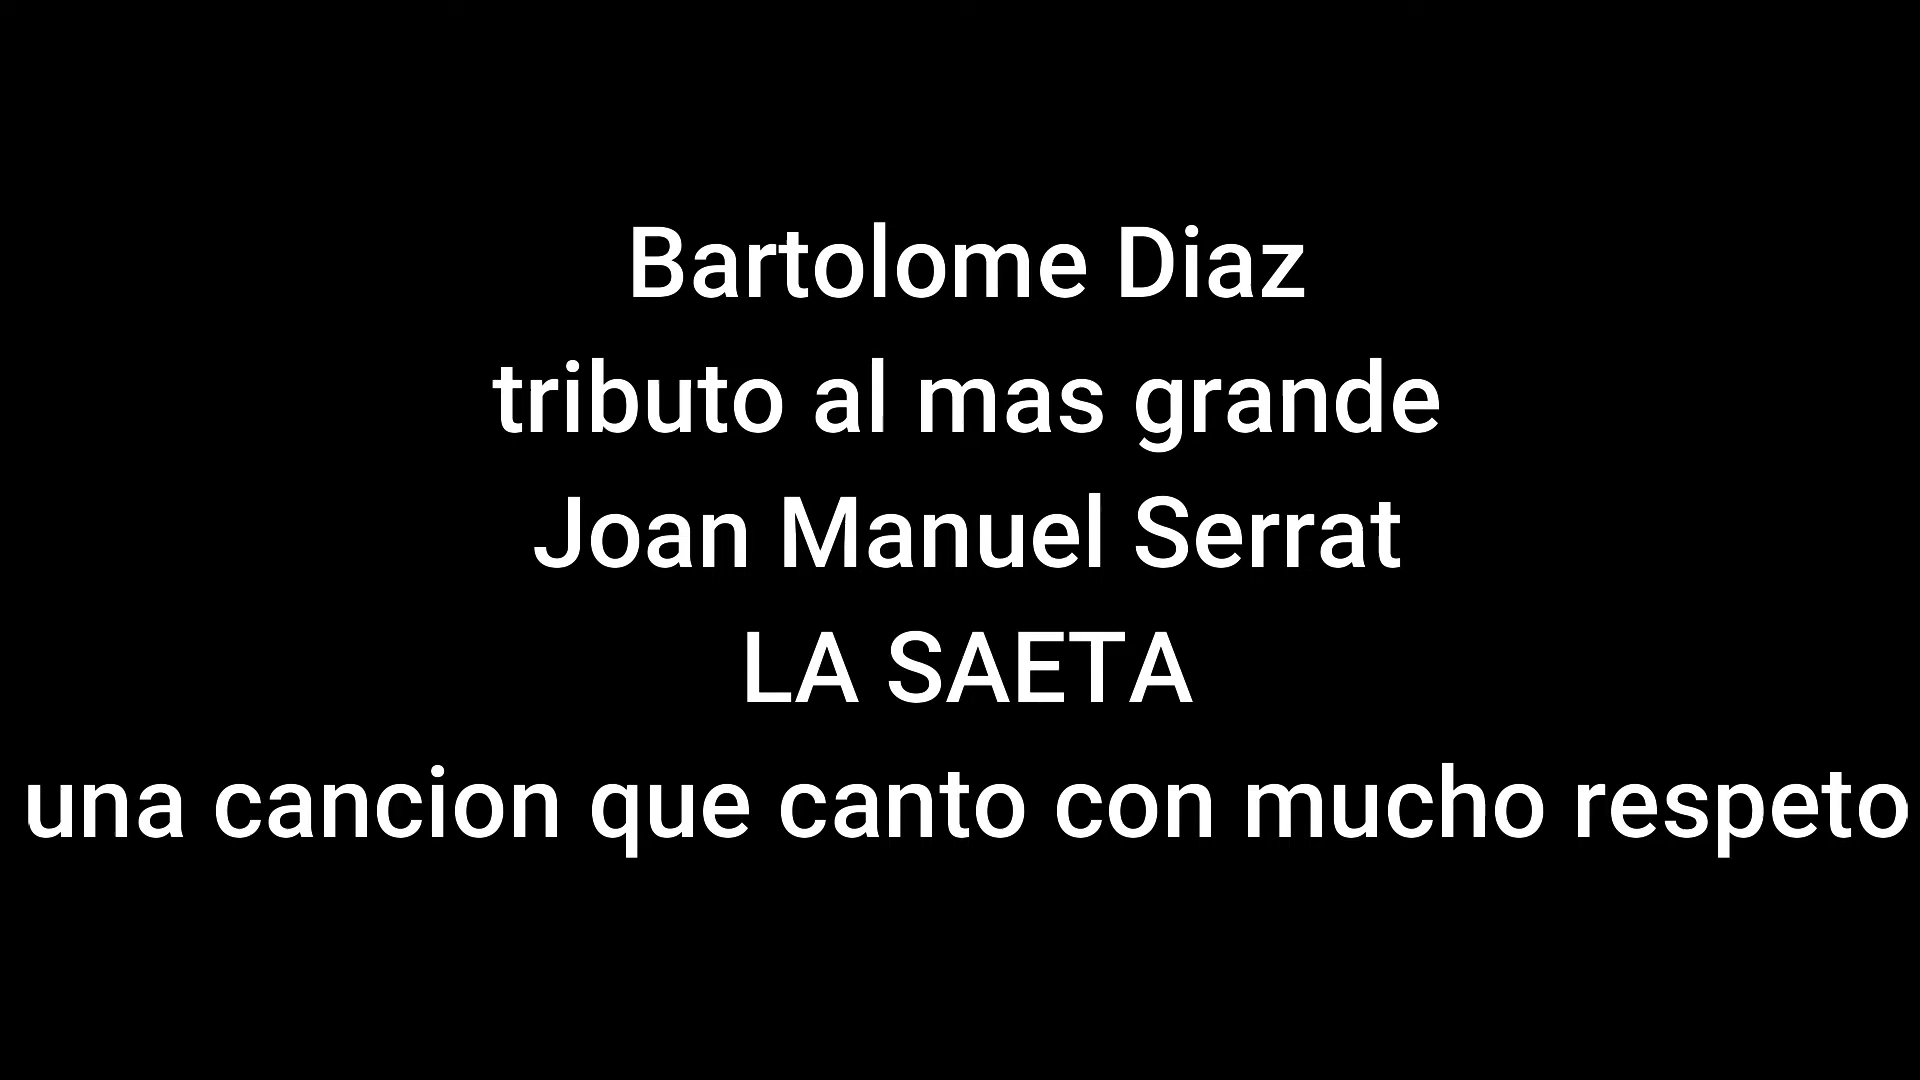 Bartolome Diaz
tributo al mas grande
Joan Manuel Serrat
LA SAETA
una cancion que canto con mucho respeto